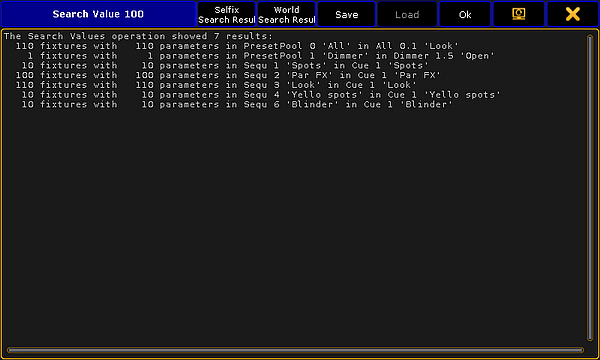 Search Value 100
Selfix
Search Resul
World
Search Resul
Save
Load
Ok
The Search Values operation showed 7 results:
110 fixtures with 110 parameters in PresetPool 0 'All' in All 0.1 'Look'
1 fixtures with 1 parameters in PresetPool 1 'Dimmer' in Dimmer 1.5 'Open'
10 fixtures with 10 parameters in Sequ 1 'Spots' in Cue 1 'Spots'
100 fixtures with 100 parameters in Sequ 2 'Par FX' in Cue 1 'Par FX'
110 fixtures with 110 parameters in Sequ 3 'Look' in Cue 1 'Look'
10 fixtures with 10 parameters in Sequ 4 'Yello spots' in Cue 1 'Yello spots'
10 fixtures with 10 parameters in Sequ 6 'Blinder' in Cue 1 'Blinder'